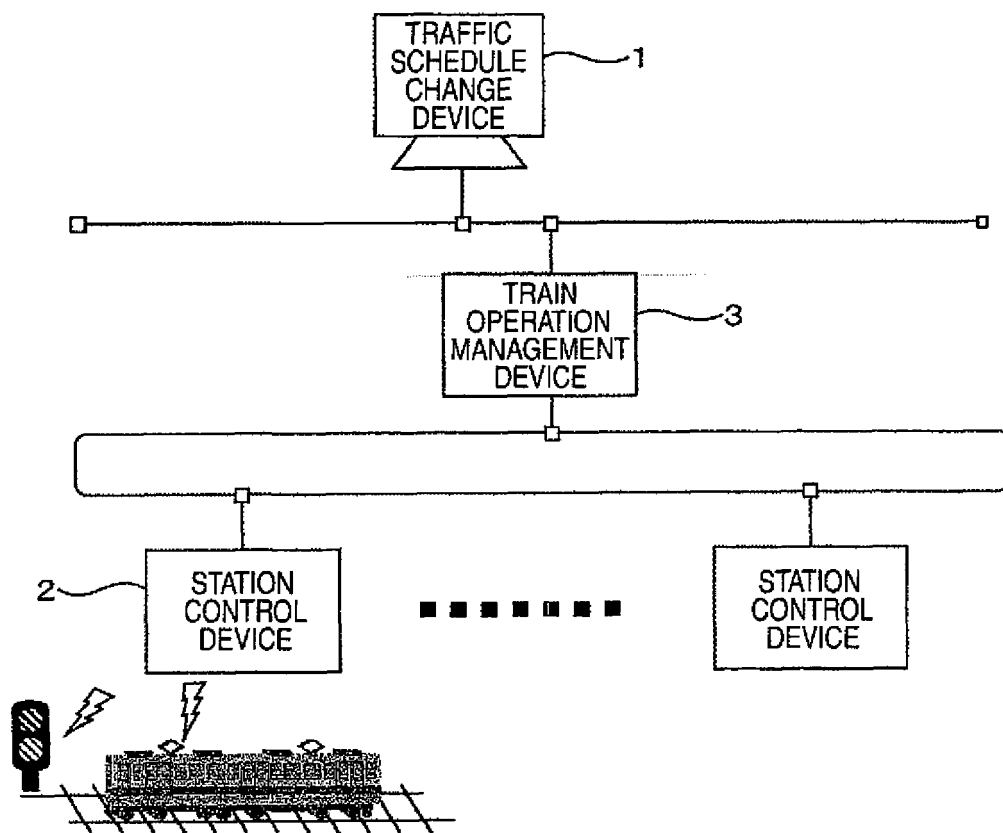 TRAFFIC
SCHEDULE
CHANGE
DEVICE
1
TRAIN
OPERATION
MANAGEMENT
DEVICE
3
2
STATION
CONTROL
DEVICE
STATION
CONTROL
DEVICE